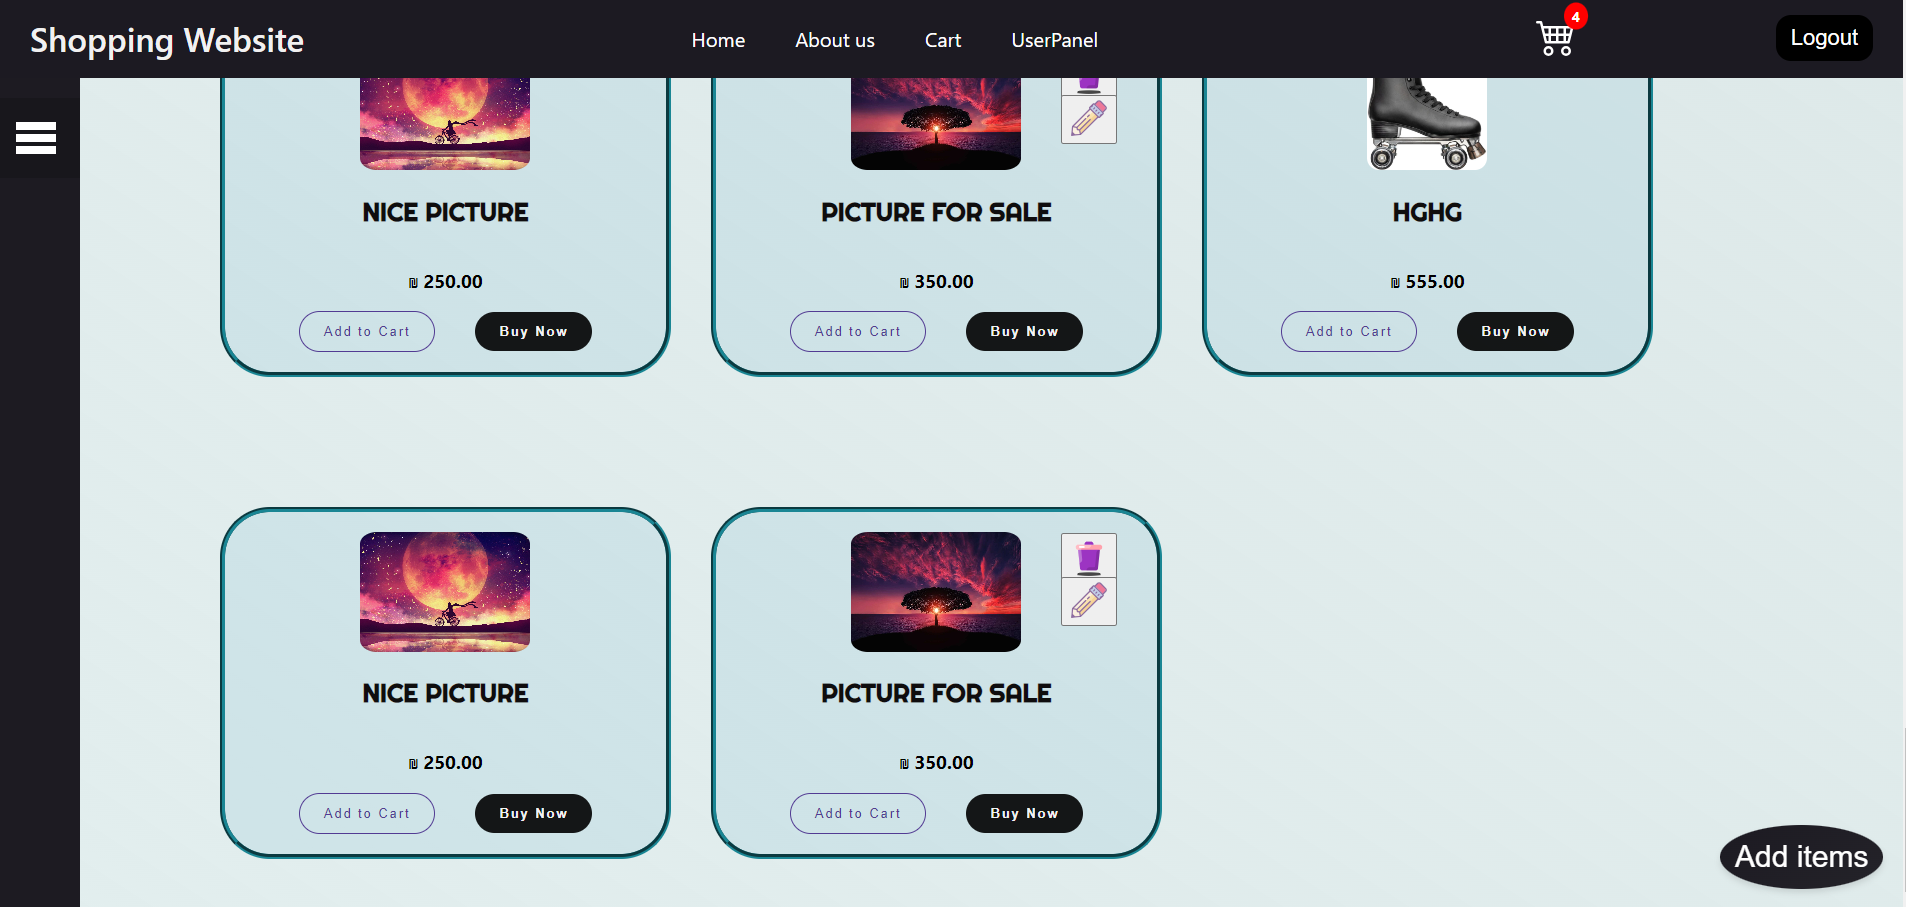 Shopping Website
Home About us Cart UserPanel
4
Logout
NICE PICTURE
PICTURE FOR SALE
HGHG
₪ 250.00
₪ 350.00
₪ 555.00
Add to Cart Buy Now
Add to Cart Buy Now
Add to Cart Buy Now
NICE PICTURE
PICTURE FOR SALE
₪ 250.00
₪ 350.00
Add to Cart Buy Now
Add to Cart Buy Now
Add items